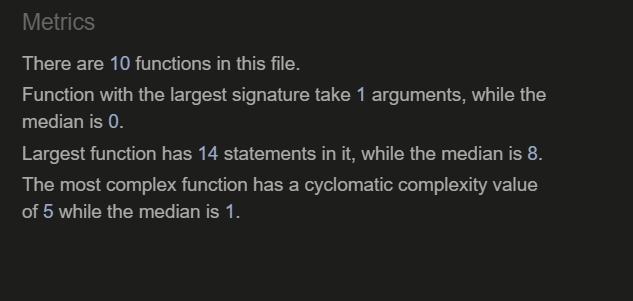 Metrics
There are 10 functions in this file.
Function with the largest signature take 1 arguments, while the
median is 0.
Largest function has 14 statements in it, while the median is 8.
The most complex function has a cyclomatic complexity value
of 5 while the median is 1.